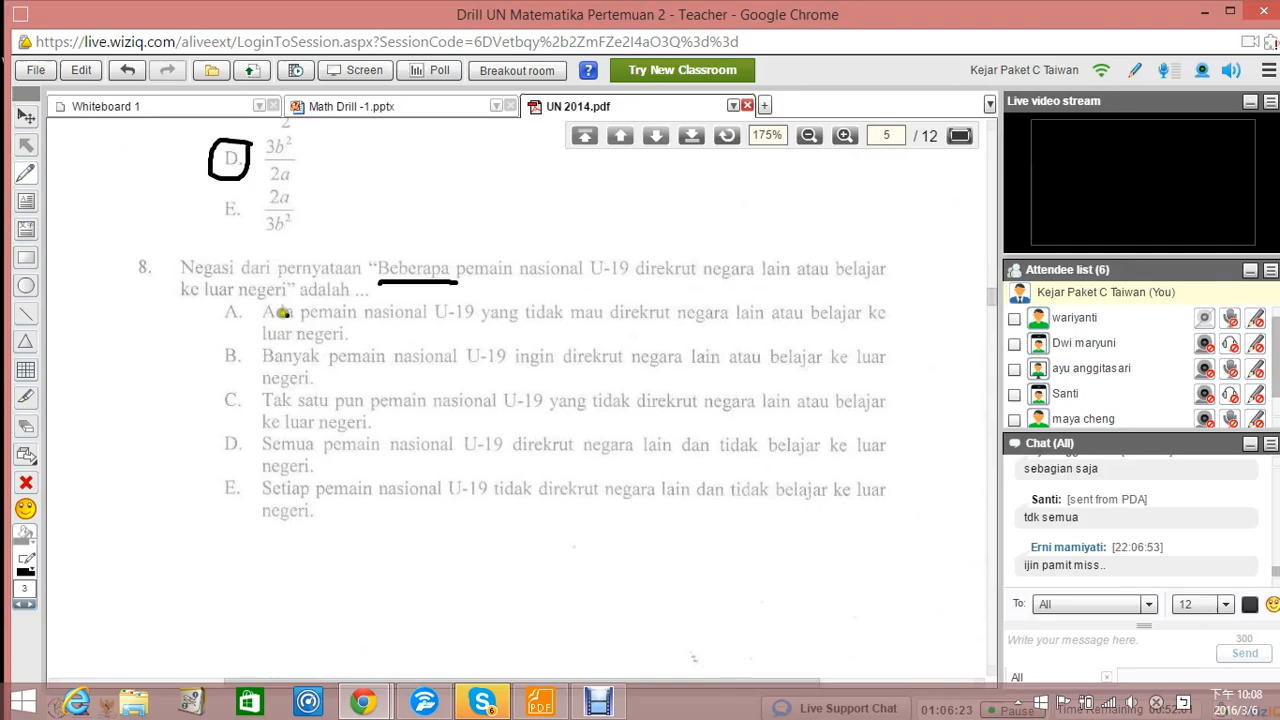 Drill UN Matematika Pertemuan 2 - Teacher - Google Chrome
https://live.wiziq.com/aliveext/LoginToSession.aspx?SessionCode=6DVetbqy%2b2ZmFZe2I4aO3Q%3d%3d
File Edit Screen Poll Breakout room ? Try New Classroom Kejar Paket C Taiwan
Whiteboard 1 Math Drill -1.pptx UN 2014.pdf
Live video stream
175% 5 / 12
2
D. 3b²
2a
E. 2a
3b²
8. Negasi dari pernyataan “Beberapa pemain nasional U-19 direkrut negara lain atau belajar
ke luar negeri” adalah ...
A. Ada pemain nasional U-19 yang tidak mau direkrut negara lain atau belajar ke
luar negeri.
B. Banyak pemain nasional U-19 ingin direkrut negara lain atau belajar ke luar
negeri.
C. Tak satu pun pemain nasional U-19 yang tidak direkrut negara lain atau belajar
ke luar negeri.
D. Semua pemain nasional U-19 direkrut negara lain dan tidak belajar ke luar
negeri.
E. Setiap pemain nasional U-19 tidak direkrut negara lain dan tidak belajar ke luar
negeri.
3
Attendee list (6)
Kejar Paket C Taiwan (You)
wariyanti
Dwi maryuni
ayu anggitasari
Santi
maya cheng
Chat (All)
sebagian saja
Santi: [sent from PDA]
tdk semua
Erni mamiyati: [22:06:53]
ijin pamit miss..
To: All 12
Write your message here... 300
Send
All
Live Support Chat 01:06:23 Pause Time Remaining
下午 10:08
2016/3/6